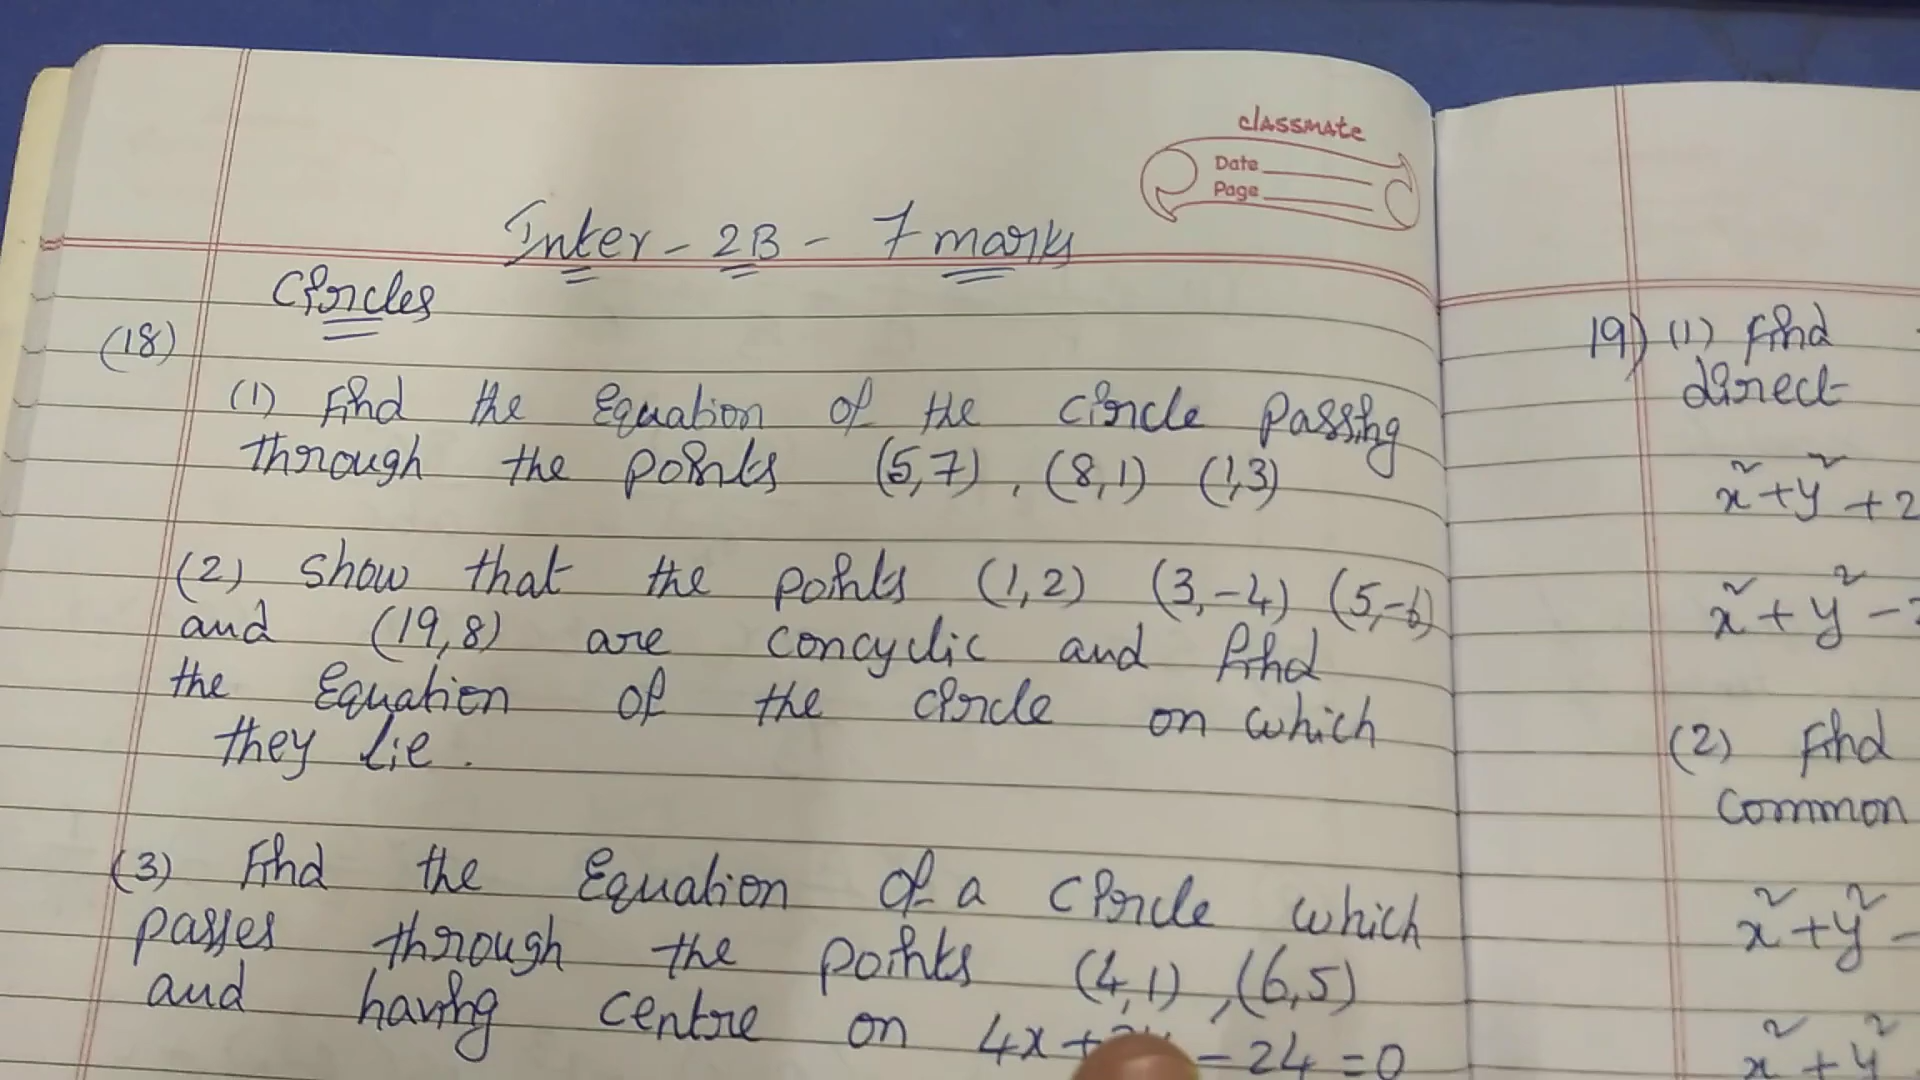 classmate
Date
Page
Inter - 2B - 7 marks
Circles
(18)
(1) Find the Equation of the circle passing
through the points (5,7), (8,1) (1,3)
(2) show that the points (1,2) (3,-4) (5,-6)
and (19,8) are concyclic and find
the Equation of the circle on which
they lie.
(3) Find the Equation of a circle which
passes through the points (4,1), (6,5)
and having centre on 4x + - 24 = 0
19) (1) Find
direct
x² + y² + 2
x² + y² -
(2) Find
common
x² + y² -
x² + y²